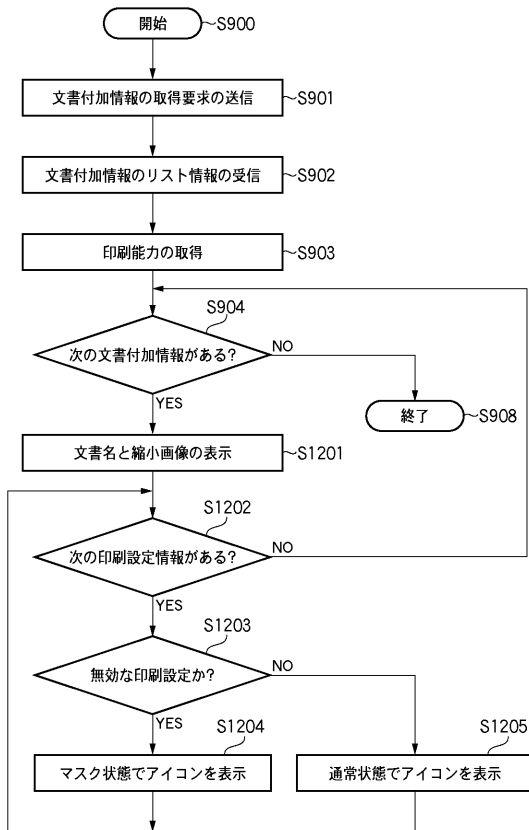 開始
S900
文書付加情報の取得要求の送信
S901
文書付加情報のリスト情報の受信
S902
印刷能力の取得
S903
S904
次の文書付加情報がある?
NO
YES
終了
S908
文書名と縮小画像の表示
S1201
S1202
次の印刷設定情報がある?
NO
YES
S1203
無効な印刷設定か?
NO
YES
S1204
マスク状態でアイコンを表示
S1205
通常状態でアイコンを表示